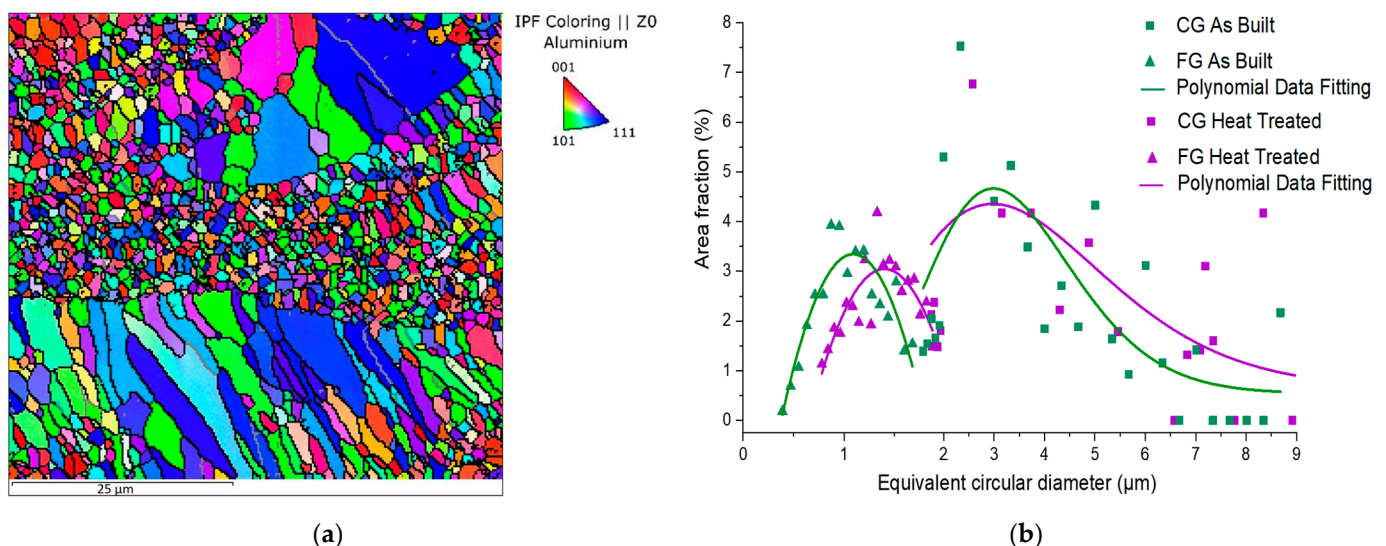 IPF Coloring || Z0
Aluminium
001
101
111
25 μm
(a)
8
7
6
5
4
3
2
1
0
Area fraction (%)
0 1 2 3 4 5 6 7 8 9
Equivalent circular diameter (μm)
CG As Built
FG As Built
Polynomial Data Fitting
CG Heat Treated
FG Heat Treated
Polynomial Data Fitting
(b)